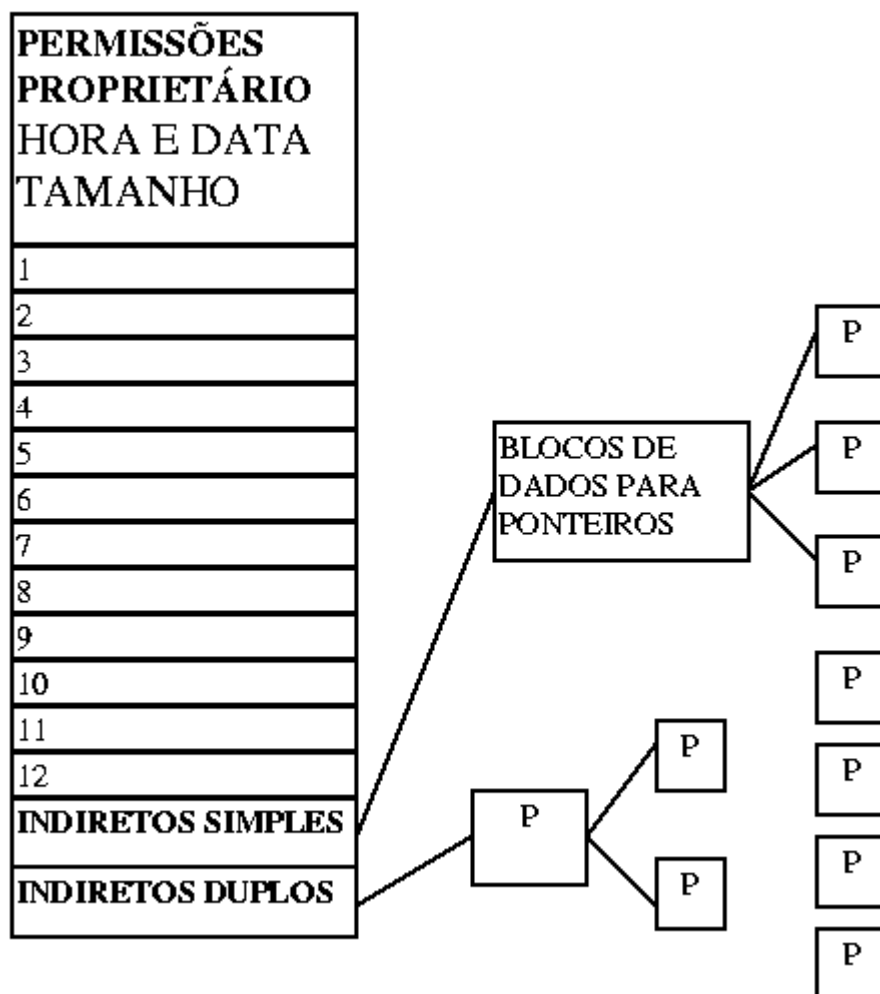 PERMISSÕES
PROPRIETÁRIO
HORA E DATA
TAMANHO
1
2
3
4
5
6
7
8
9
10
11
12
INDIRETOS SIMPLES
INDIRETOS DUPLOS
BLOCOS DE
DADOS PARA
PONTEIROS
P
P
P
P
P
P
P
P
P
P